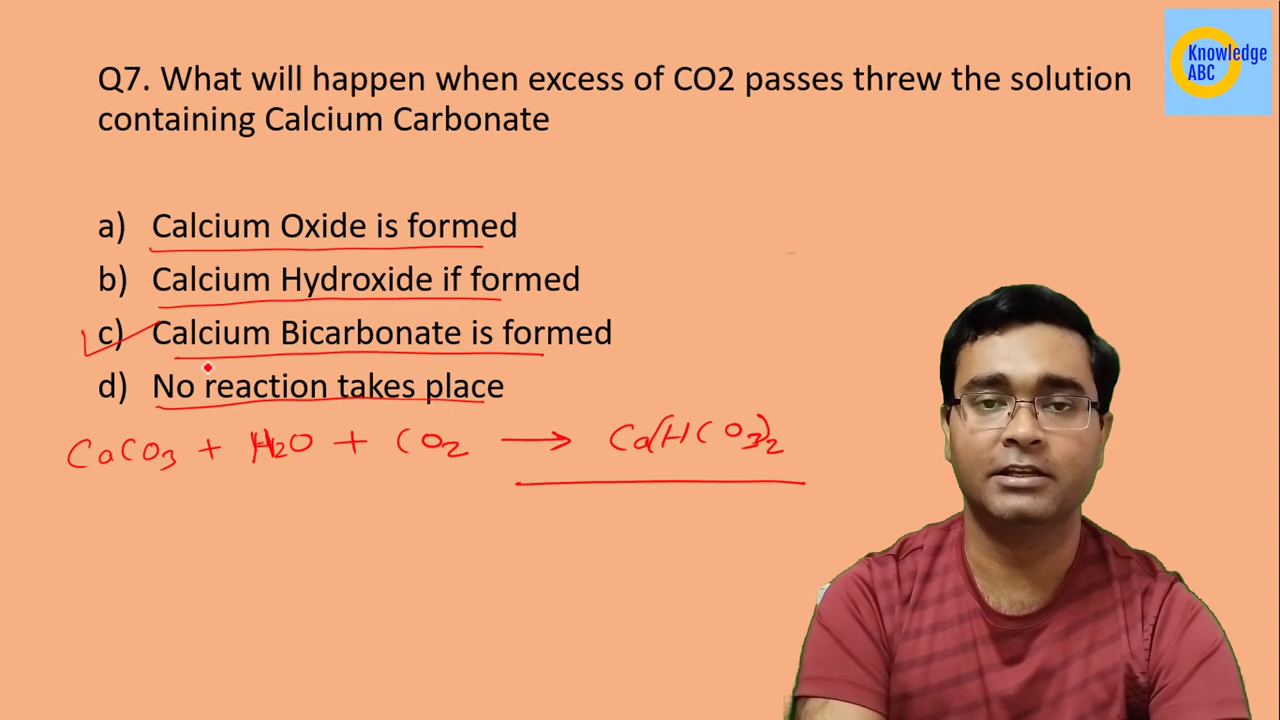 Knowledge
ABC
Q7. What will happen when excess of CO2 passes threw the solution
containing Calcium Carbonate
a) Calcium Oxide is formed
b) Calcium Hydroxide if formed
c) Calcium Bicarbonate is formed
d) No reaction takes place
CaCO3 + H2O + CO2 → Ca(HCO3)2